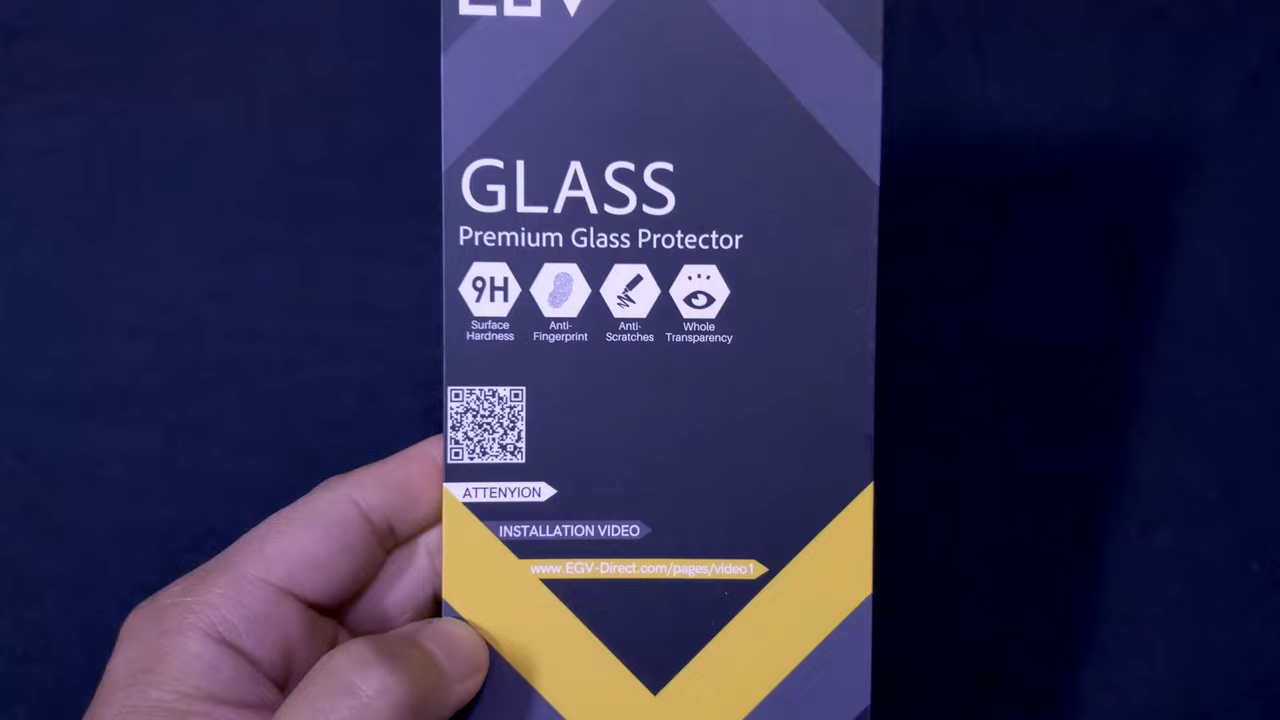 EGV
GLASS
Premium Glass Protector
9H
Surface
Hardness
Anti-
Fingerprint
Anti-
Scratches
Whole
Transparency
ATTENYION
INSTALLATION VIDEO
www.EGV-Direct.com/pages/video1